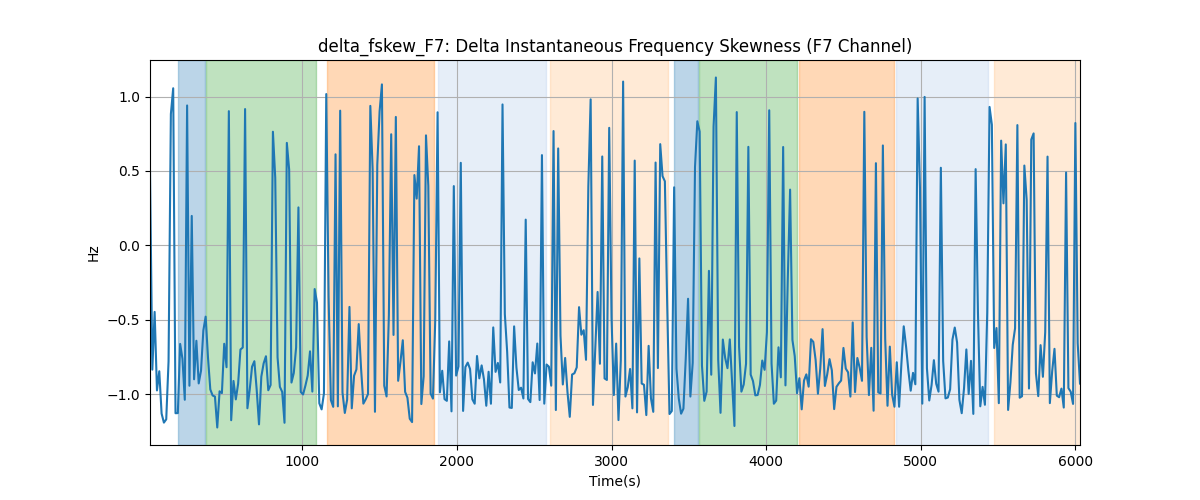 delta_fskew_F7: Delta Instantaneous Frequency Skewness (F7 Channel)
Hz
1.0
0.5
0.0
−0.5
−1.0
1000 2000 3000 4000 5000 6000
Time(s)